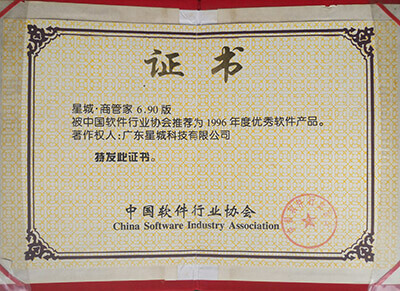 证书
星城·商管家 6.90 版
被中国软件行业协会推荐为 1996 年度优秀软件产品。
著作权人:广东星城科技有限公司
特发此证书。
中国软件行业协会
China Software Industry Association